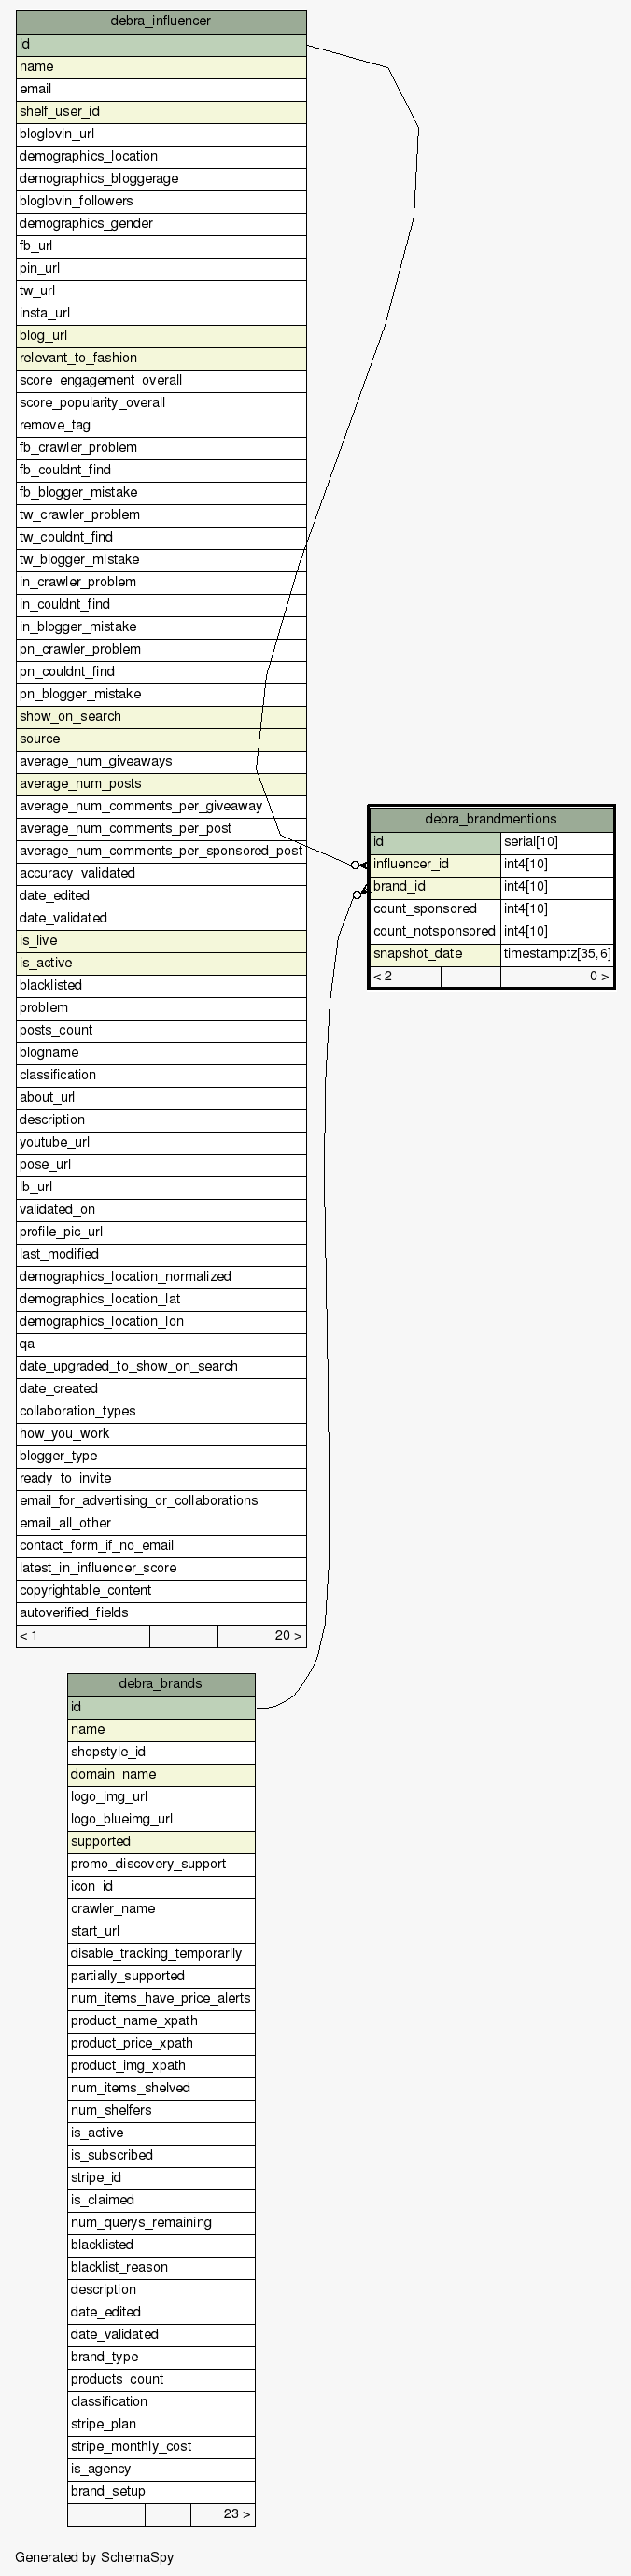 debra_influencer
id
name
email
shelf_user_id
bloglovin_url
demographics_location
demographics_bloggerage
bloglovin_followers
demographics_gender
fb_url
pin_url
tw_url
insta_url
blog_url
relevant_to_fashion
score_engagement_overall
score_popularity_overall
remove_tag
fb_crawler_problem
fb_couldnt_find
fb_blogger_mistake
tw_crawler_problem
tw_couldnt_find
tw_blogger_mistake
in_crawler_problem
in_couldnt_find
in_blogger_mistake
pn_crawler_problem
pn_couldnt_find
pn_blogger_mistake
show_on_search
source
average_num_giveaways
average_num_posts
average_num_comments_per_giveaway
average_num_comments_per_post
average_num_comments_per_sponsored_post
accuracy_validated
date_edited
date_validated
is_live
is_active
blacklisted
problem
posts_count
blogname
classification
about_url
description
youtube_url
pose_url
lb_url
validated_on
profile_pic_url
last_modified
demographics_location_normalized
demographics_location_lat
demographics_location_lon
qa
date_upgraded_to_show_on_search
date_created
collaboration_types
how_you_work
blogger_type
ready_to_invite
email_for_advertising_or_collaborations
email_all_other
contact_form_if_no_email
latest_in_influencer_score
copyrightable_content
autoverified_fields
< 1 20 >
debra_brandmentions
id serial[10]
influencer_id int4[10]
brand_id int4[10]
count_sponsored int4[10]
count_notsponsored int4[10]
snapshot_date timestamptz[35,6]
< 2 0 >
debra_brands
id
name
shopstyle_id
domain_name
logo_img_url
logo_blueimg_url
supported
promo_discovery_support
icon_id
crawler_name
start_url
disable_tracking_temporarily
partially_supported
num_items_have_price_alerts
product_name_xpath
product_price_xpath
product_img_xpath
num_items_shelved
num_shelfers
is_active
is_subscribed
stripe_id
is_claimed
num_querys_remaining
blacklisted
blacklist_reason
description
date_edited
date_validated
brand_type
products_count
classification
stripe_plan
stripe_monthly_cost
is_agency
brand_setup
23 >
Generated by SchemaSpy